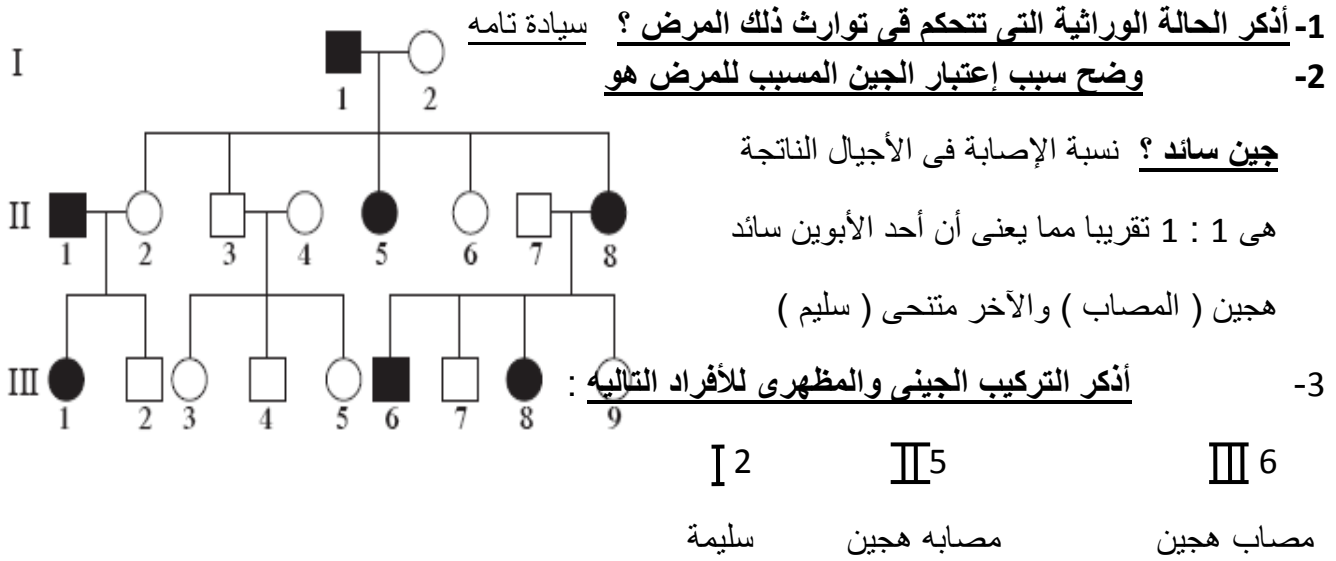 1- أذكر الحالة الوراثية التى تتحكم قى توارث ذلك المرض ؟ سيادة تامه
2- وضح سبب إعتبار الجين المسبب للمرض هو
جين سائد ؟ نسبة الإصابة فى الأجيال الناتجة
هى 1 : 1 تقريبا مما يعنى أن أحد الأبوين سائد
هجين ( المصاب ) والآخر متنحى ( سليم )
3- أذكر التركيب الجينى والمظهرى للأفراد التاليه :
III 6 II5 I 2
مصاب هجين مصابه هجين سليمة
I
1 2
II
1 2 3 4 5 6 7 8
III
1 2 3 4 5 6 7 8 9